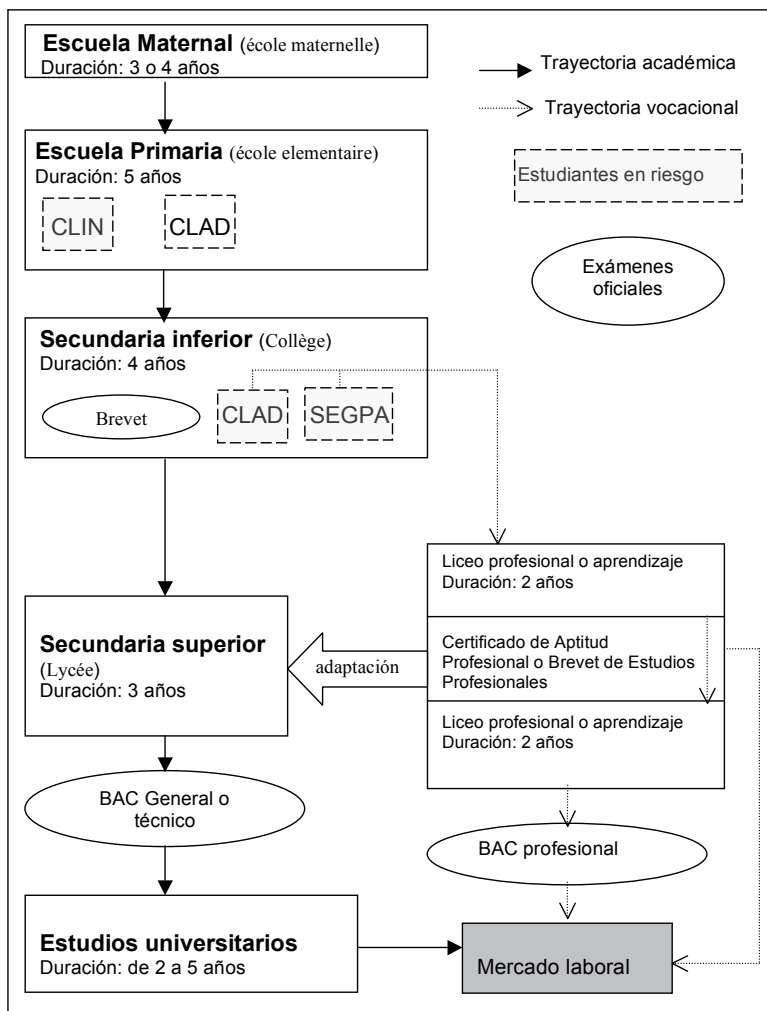 Escuela Maternal (école maternelle)
Duración: 3 o 4 años
Trayectoria académica
Trayectoria vocacional
Estudiantes en riesgo
Exámenes
oficiales
Escuela Primaria (école elementaire)
Duración: 5 años
CLIN
CLAD
Secundaria inferior (Collège)
Duración: 4 años
Brevet
CLAD
SEGPA
Liceo profesional o aprendizaje
Duración: 2 años
Certificado de Aptitud
Profesional o Brevet de Estudios
Profesionales
Liceo profesional o aprendizaje
Duración: 2 años
adaptación
Secundaria superior
(Lycée)
Duración: 3 años
BAC General o
técnico
BAC profesional
Estudios universitarios
Duración: de 2 a 5 años
Mercado laboral